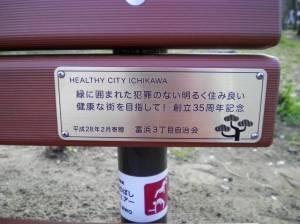 HEALTHY CITY ICHIKAWA
緑に囲まれた犯罪のない明るく住み良い
健康な街を目指して! 創立35周年記念
平成28年2月寄贈 富浜3丁目自治会